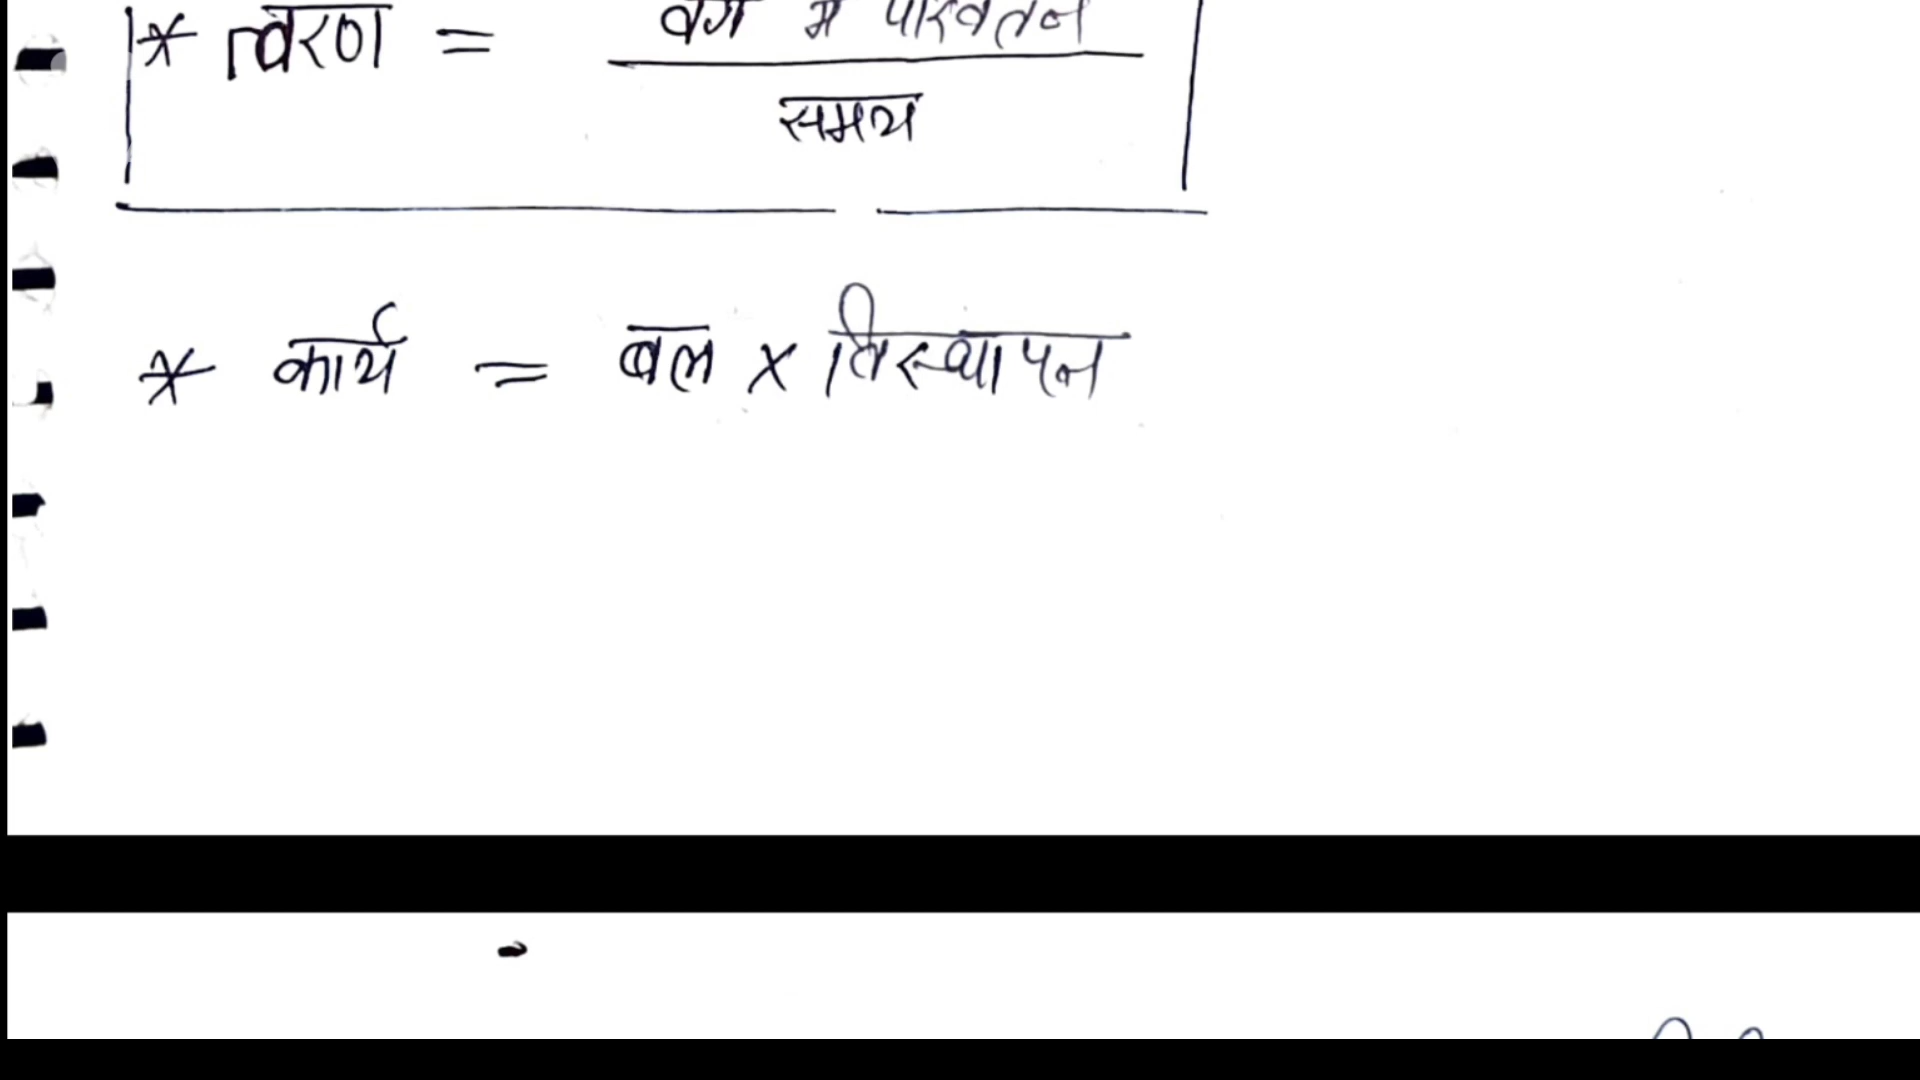 * त्वरण = वेग में परिवर्तन
समय
* कार्य = बल x विस्थापन